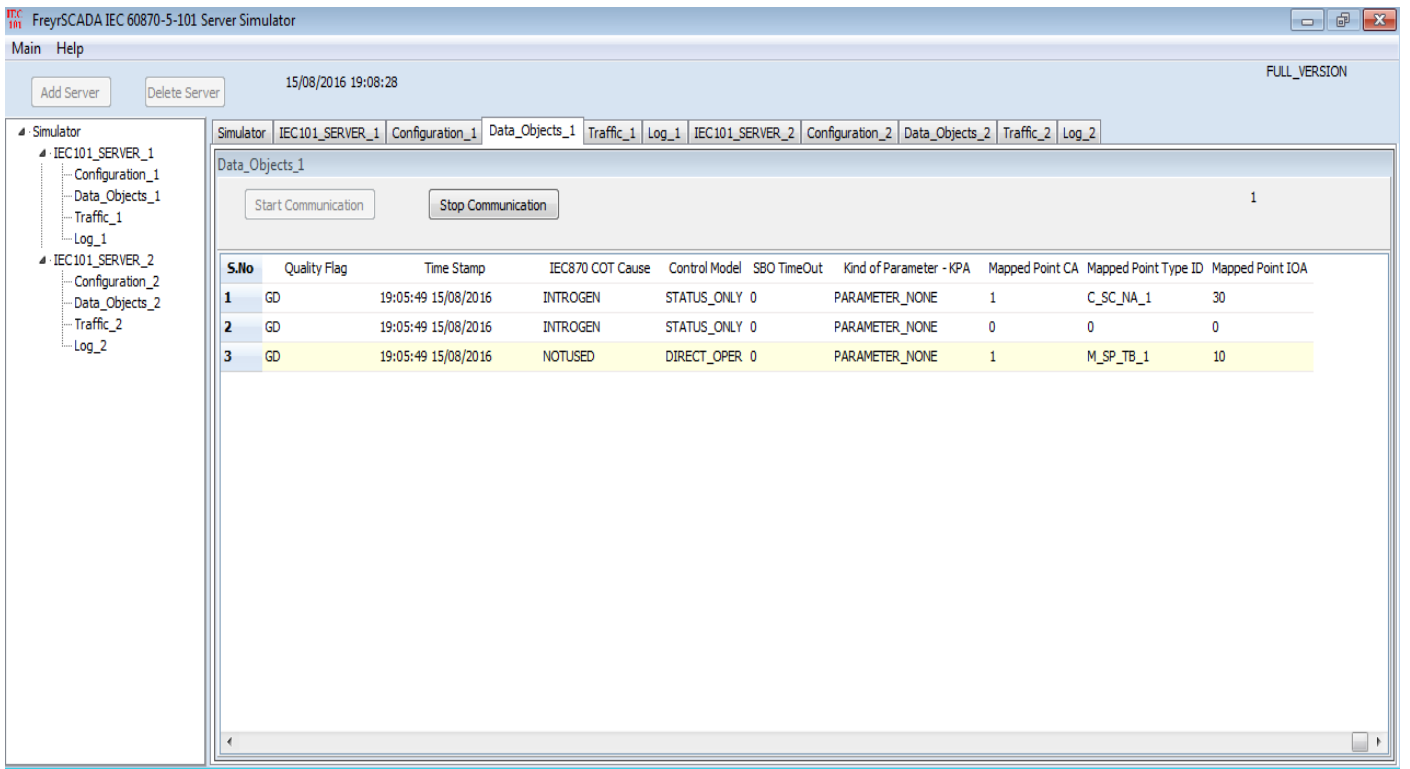 IEC
101 FreyrSCADA IEC 60870-5-101 Server Simulator
Main Help
Add Server Delete Server 15/08/2016 19:08:28 FULL_VERSION
Simulator
IEC101_SERVER_1
Configuration_1
Data_Objects_1
Traffic_1
Log_1
IEC101_SERVER_2
Configuration_2
Data_Objects_2
Traffic_2
Log_2
Simulator IEC101_SERVER_1 Configuration_1 Data_Objects_1 Traffic_1 Log_1 IEC101_SERVER_2 Configuration_2 Data_Objects_2 Traffic_2 Log_2
Data_Objects_1
Start Communication Stop Communication 1
S.No Quality Flag Time Stamp IEC870 COT Cause Control Model SBO TimeOut Kind of Parameter - KPA Mapped Point CA Mapped Point Type ID Mapped Point IOA
1 GD 19:05:49 15/08/2016 INTROGEN STATUS_ONLY 0 PARAMETER_NONE 1 C_SC_NA_1 30
2 GD 19:05:49 15/08/2016 INTROGEN STATUS_ONLY 0 PARAMETER_NONE 0 0 0
3 GD 19:05:49 15/08/2016 NOTUSED DIRECT_OPER 0 PARAMETER_NONE 1 M_SP_TB_1 10